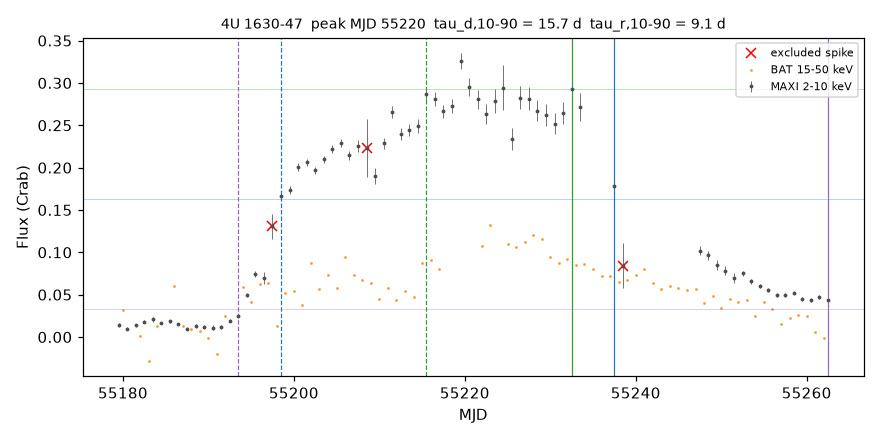 4U 1630-47 peak MJD 55220 tau_d,10-90 = 15.7 d tau_r,10-90 = 9.1 d
excluded spike
BAT 15-50 keV
MAXI 2-10 keV
Flux (Crab)
0.35
0.30
0.25
0.20
0.15
0.10
0.05
0.00
55180
55200
55220
55240
55260
MJD